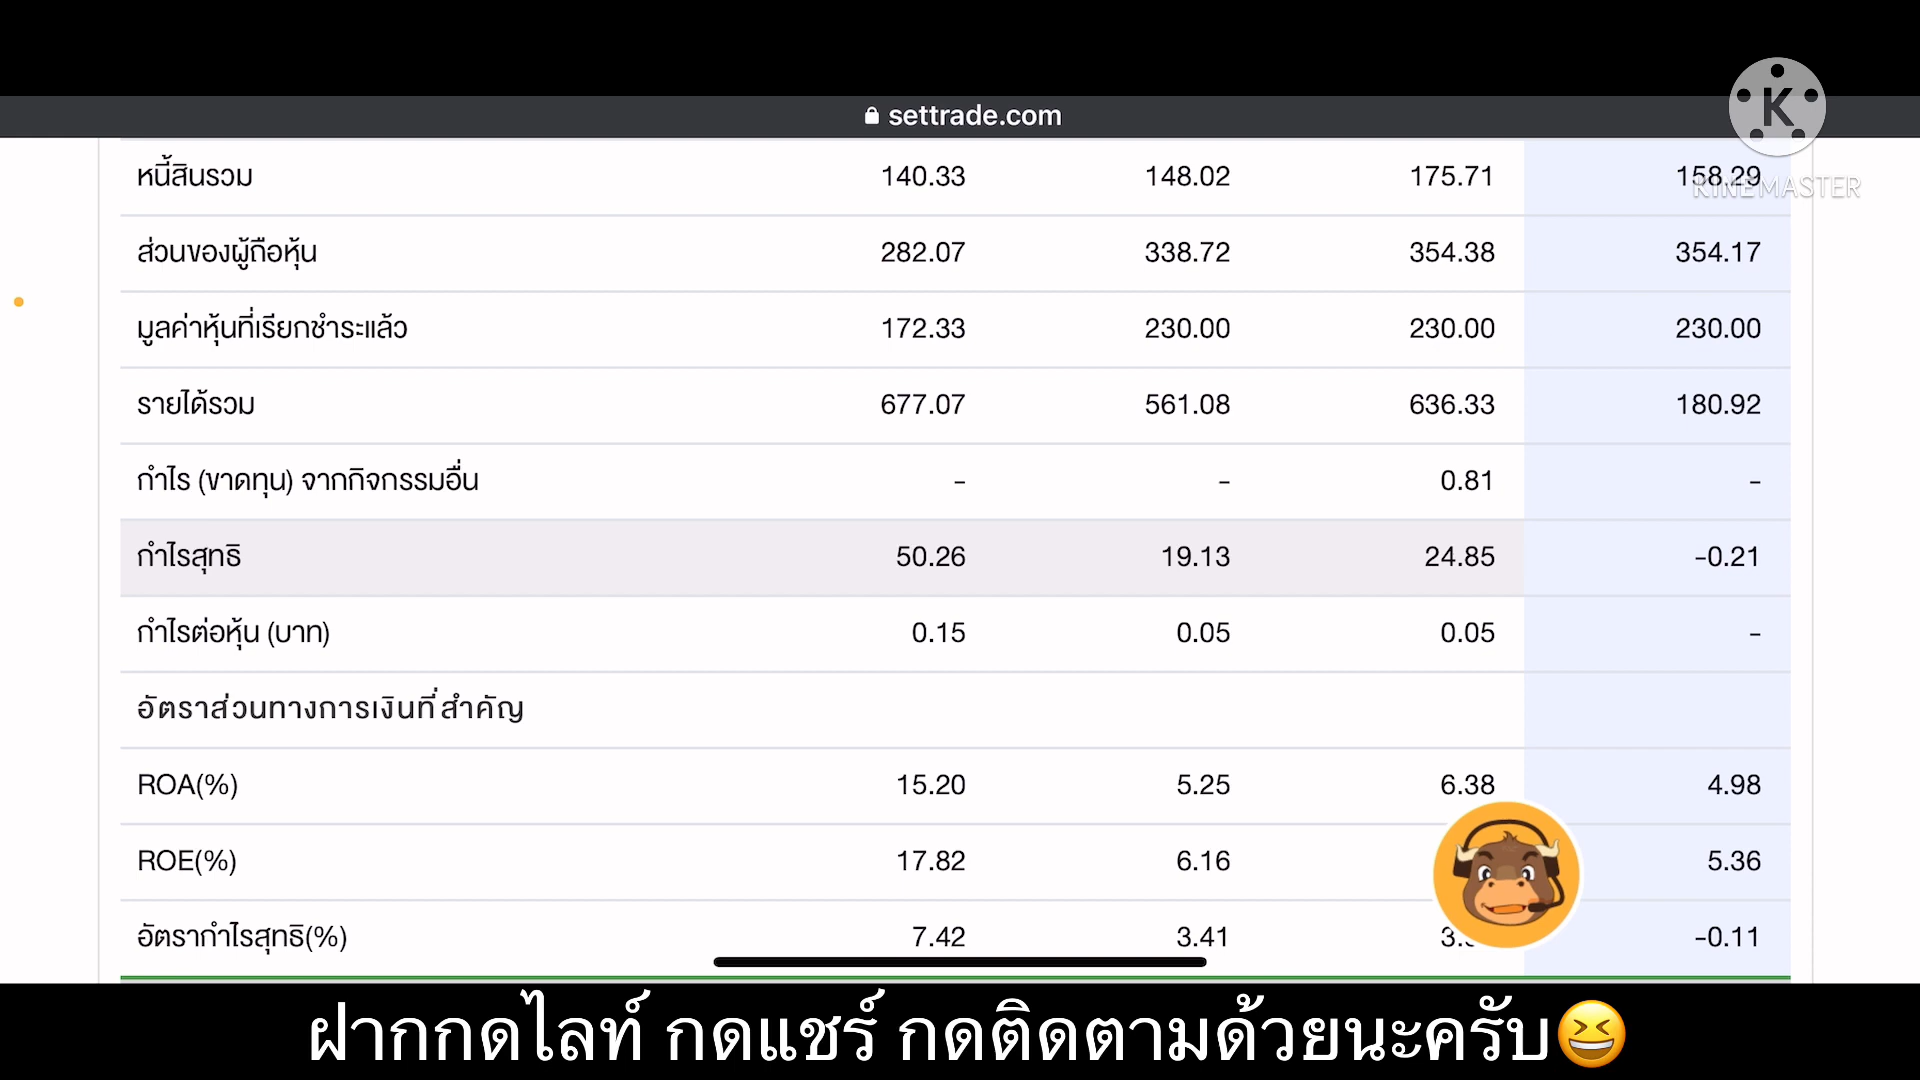 settrade.com
K
KINEMASTER
หนี้สินรวม 140.33 148.02 175.71 158.29
ส่วนของผู้ถือหุ้น 282.07 338.72 354.38 354.17
มูลค่าหุ้นที่เรียกชำระแล้ว 172.33 230.00 230.00 230.00
รายได้รวม 677.07 561.08 636.33 180.92
กำไร (ขาดทุน) จากกิจกรรมอื่น - - 0.81 -
กำไรสุทธิ 50.26 19.13 24.85 -0.21
กำไรต่อหุ้น (บาท) 0.15 0.05 0.05 -
อัตราส่วนทางการเงินที่สำคัญ
ROA(%) 15.20 5.25 6.38 4.98
ROE(%) 17.82 6.16 5.36
อัตรากำไรสุทธิ(%) 7.42 3.41 -0.11
ฝากกดไลท์ กดแชร์ กดติดตามด้วยนะครับ😆